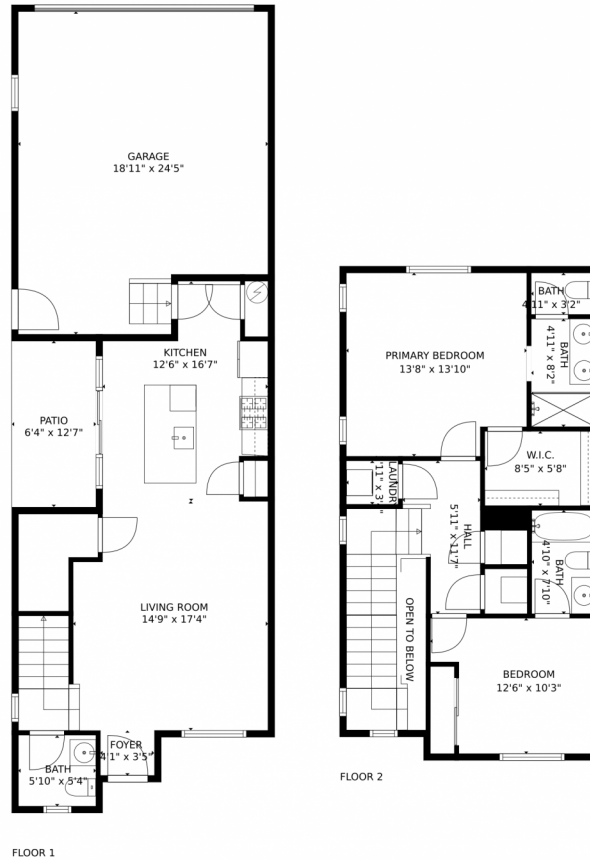 GARAGE
18'11" x 24'5"
KITCHEN
12'6" x 16'7"
PATIO
6'4" x 12'7"
LIVING ROOM
14'9" x 17'4"
FOYER
4'1" x 3'5"
BATH
5'10" x 5'4"
FLOOR 1
BATH
4'11" x 3'2"
BATH
4'11" x 8'2"
PRIMARY BEDROOM
13'8" x 13'10"
W.I.C.
8'5" x 5'8"
LAUNDR
'11" x 3'
HALL
5'11" x 11'7"
BATH
4'10" x 7'10"
OPEN TO BELOW
BEDROOM
12'6" x 10'3"
FLOOR 2